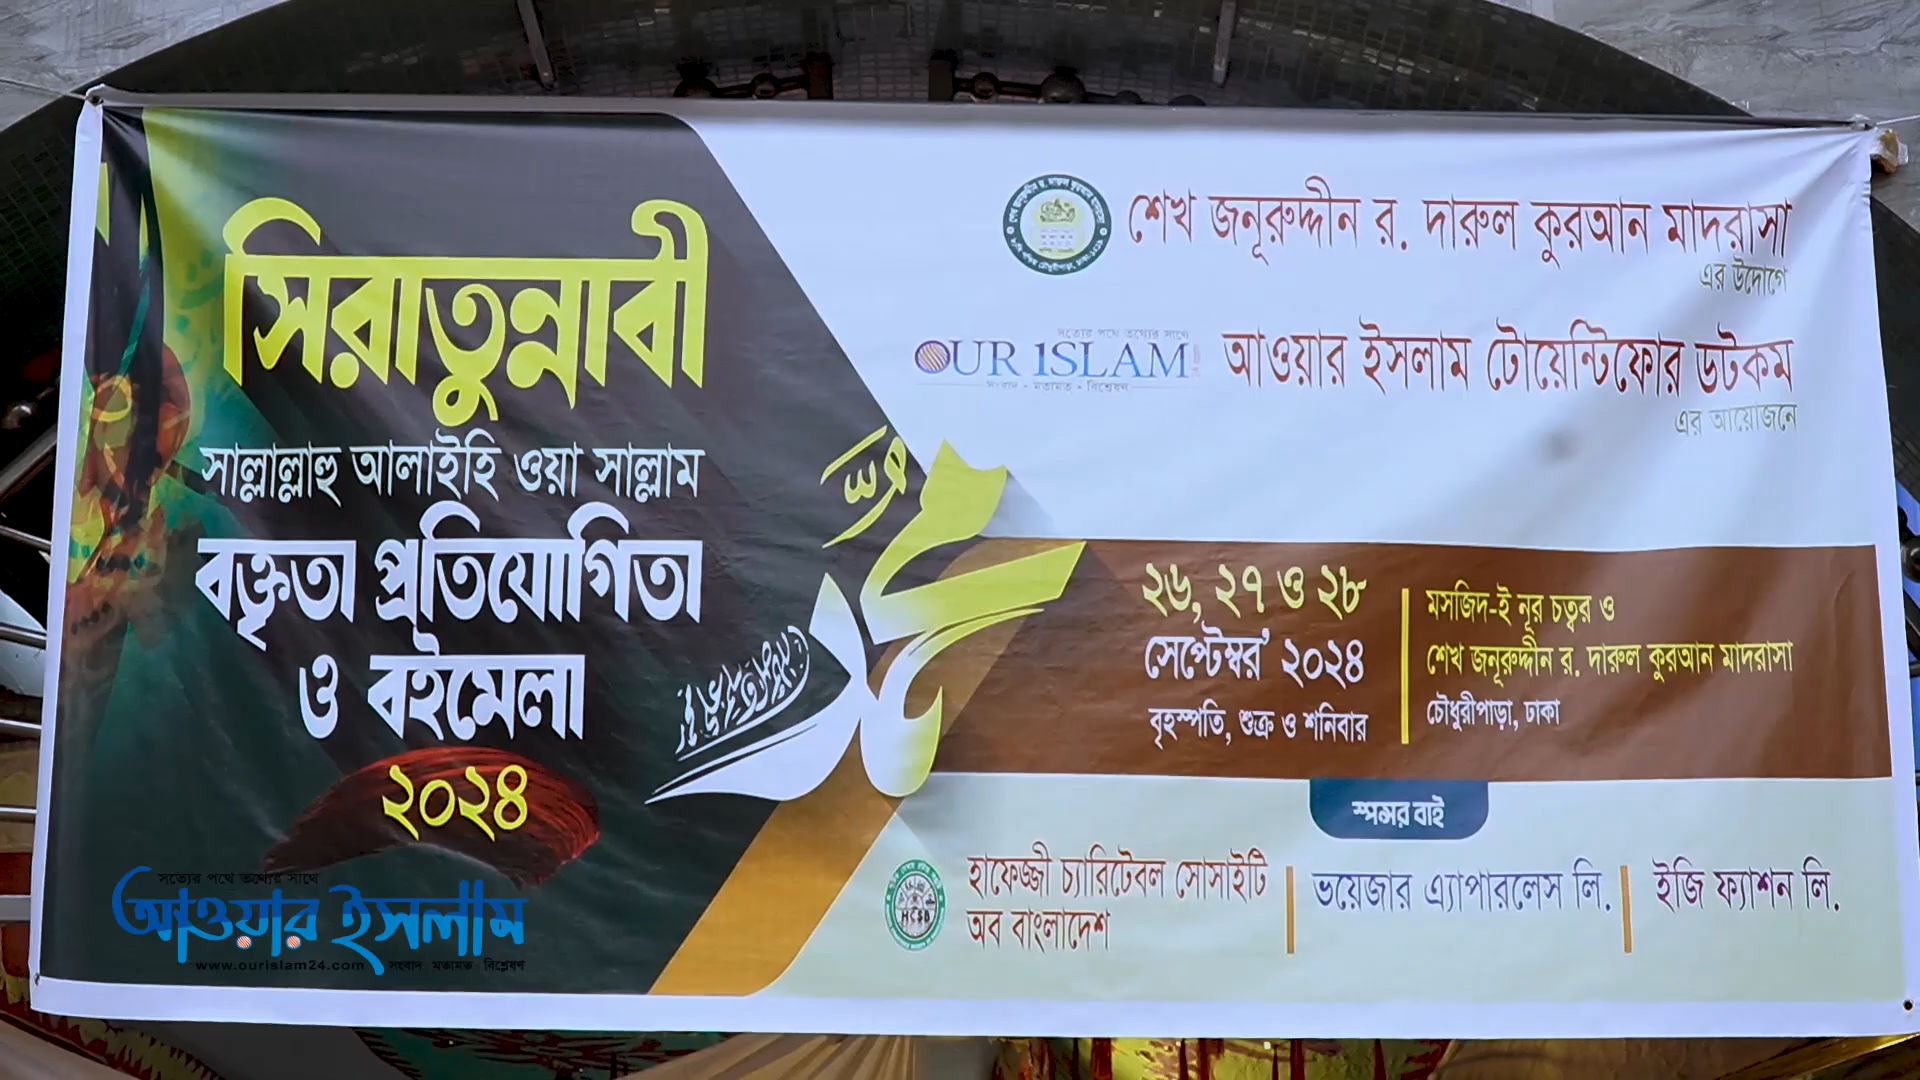 সিরাতুন্নাবী
সাল্লাল্লাহু আলাইহি ওয়া সাল্লাম
বক্তৃতা প্রতিযোগিতা
ও বইমেলা
২০২৪
শেখ জনূরুদ্দীন র. দারুল কুরআন মাদরাসা
এর উদ্যোগে
সত্যের পথে তথ্যের সাথে
OUR ISLAM
সংবাদ - মতামত - বিশ্লেষণ
আওয়ার ইসলাম টোয়েন্টিফোর ডটকম
এর আয়োজনে
محمد
২৬, ২৭ ও ২৮
সেপ্টেম্বর' ২০২৪
বৃহস্পতি, শুক্র ও শনিবার
মসজিদ-ই নূর চত্বর ও
শেখ জনূরুদ্দীন র. দারুল কুরআন মাদরাসা
চৌধুরীপাড়া, ঢাকা
স্পন্সর বাই
HCSB
হাফেজ্জী চ্যারিটেবল সোসাইটি
অব বাংলাদেশ
ভয়েজার এ্যাপারলেস লি.
ইজি ফ্যাশন লি.
সত্যের পথে তথ্যের সাথে
আওয়ার ইসলাম
www.ourislam24.com সংবাদ মতামত বিশ্লেষণ